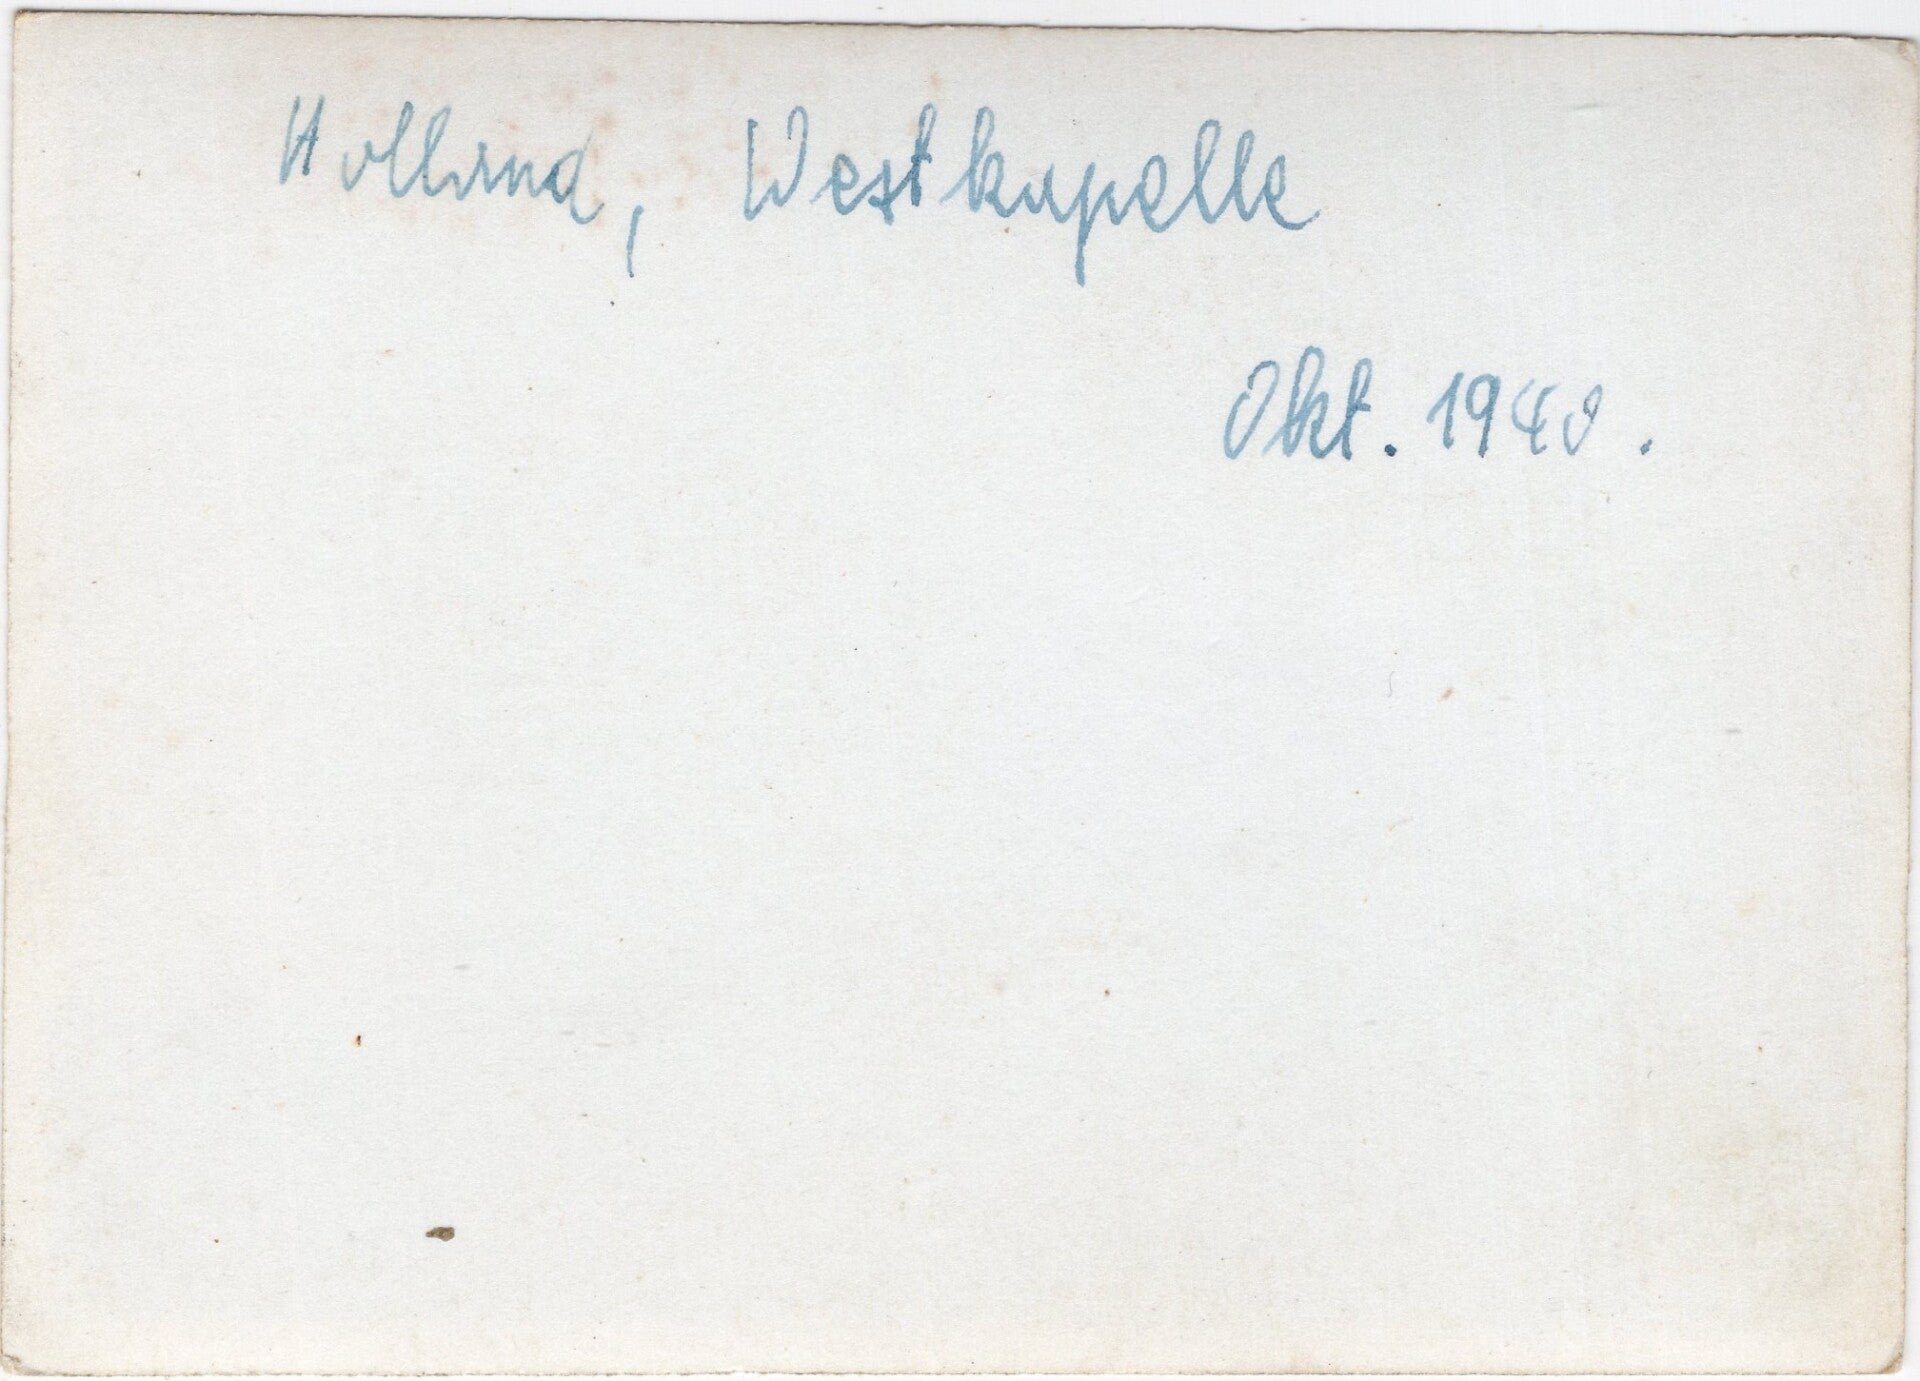 Holland, Westkapelle
Okt. 1940.